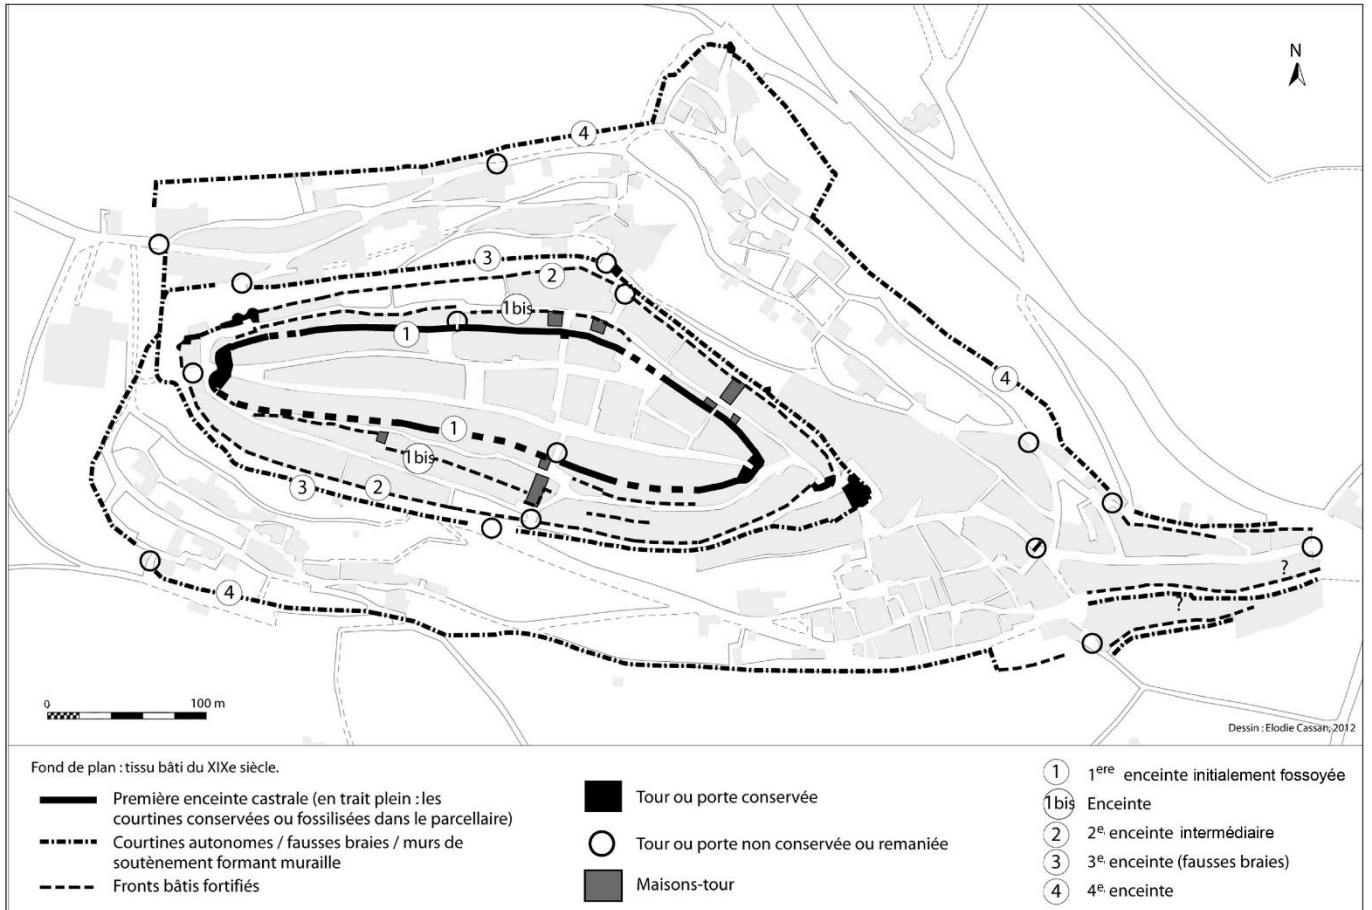 N
4
3
2
1bis
1
4
1
1bis
3
2
?
4
?
0 100 m
Dessin : Elodie Cassan, 2012
Fond de plan : tissu bâti du XIXe siècle.
Première enceinte castrale (en trait plein : les
courtines conservées ou fossilisées dans le parcellaire)
Courtines autonomes / fausses braies / murs de
soutènement formant muraille
Fronts bâtis fortifiés
Tour ou porte conservée
Tour ou porte non conservée ou remaniée
Maisons-tour
1 1ere enceinte initialement fossoyée
1bis Enceinte
2 2e. enceinte intermédiaire
3 3e. enceinte (fausses braies)
4 4e. enceinte